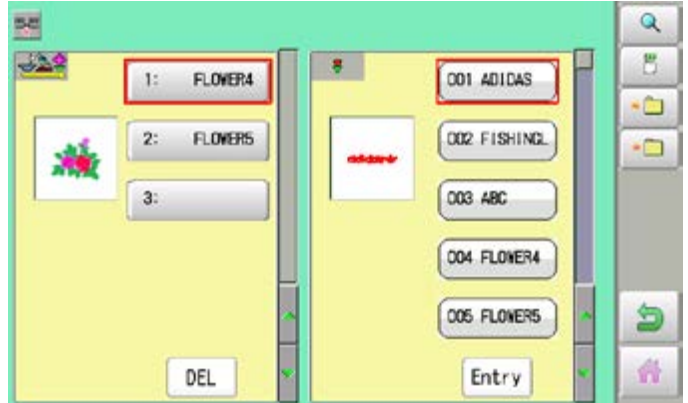 1: FLOWER4
2: FLOWER5
3:
DEL
001 ADIDAS
002 FISHINGL
003 ABC
004 FLOWER4
005 FLOWER5
Entry